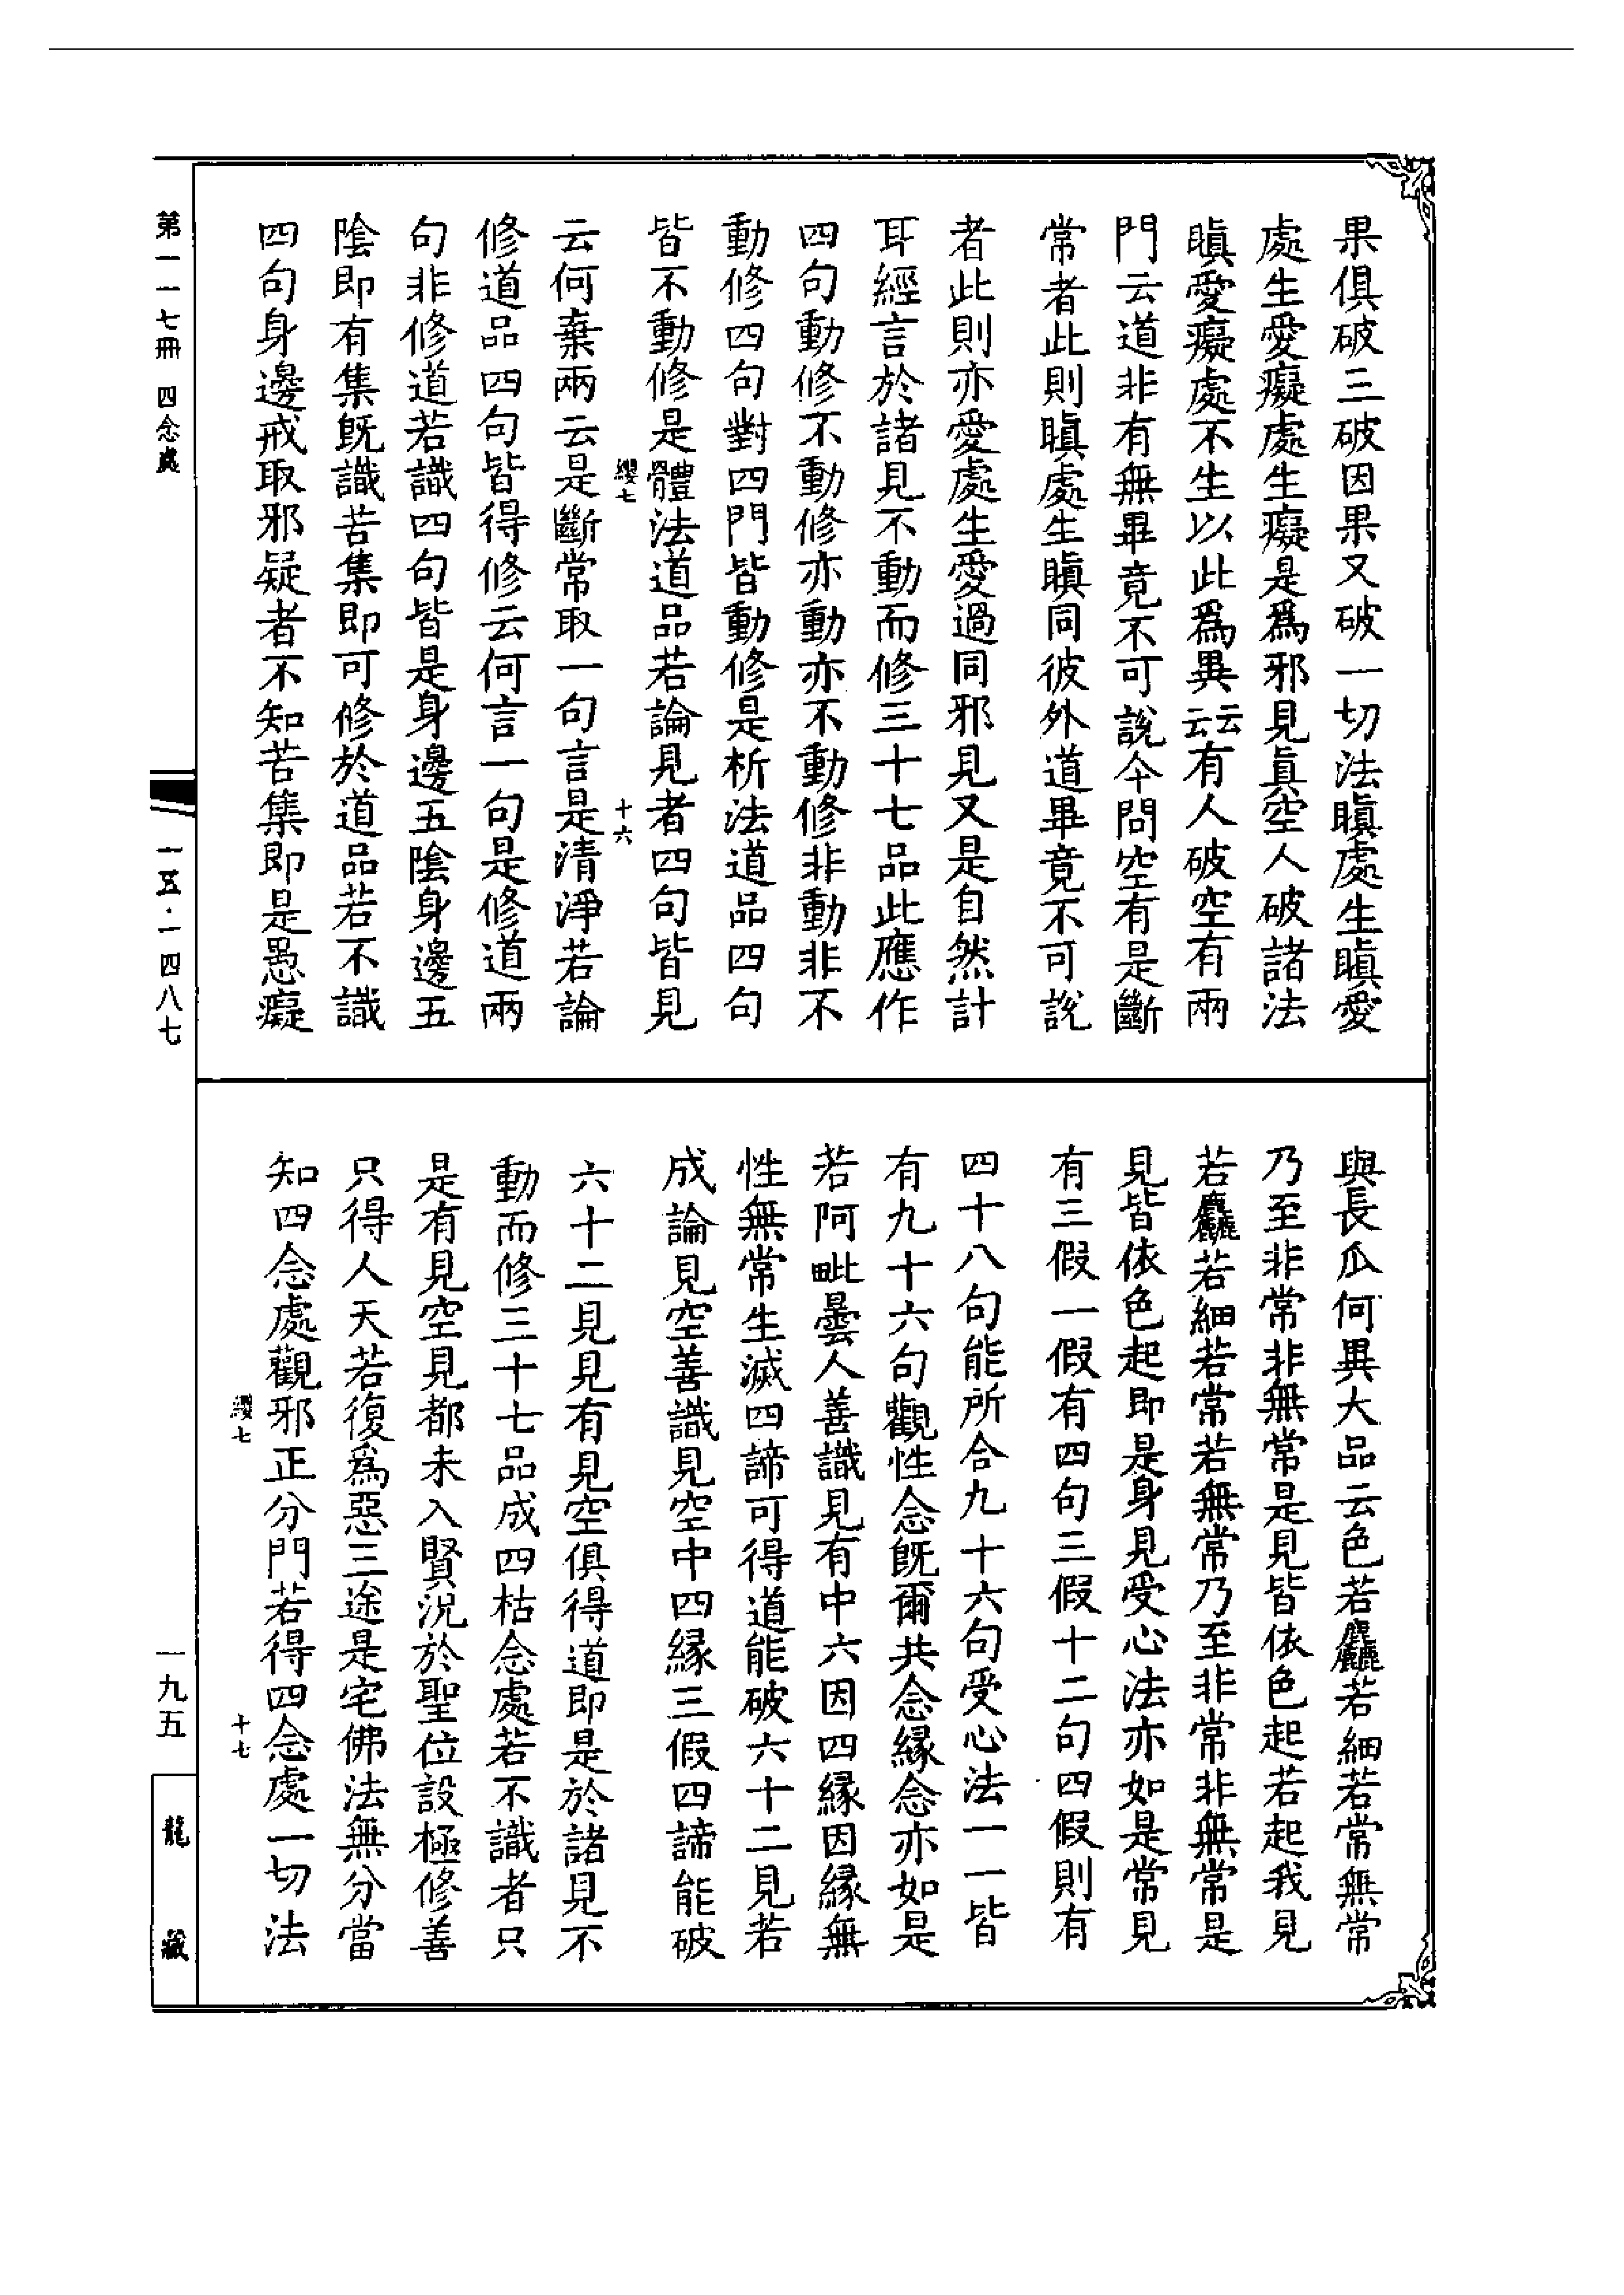 果俱破三破因果又破一切法瞋處生瞋愛
處生愛癡處生癡是爲邪見眞空人破諸法
瞋愛癡處不生以此爲異云云有人破空有兩
門云道非有無畢竟不可說今問空有是斷
常者此則瞋處生瞋同彼外道畢竟不可說
者此則亦愛處生愛過同邪見又是自然計
耳經言於諸見不動而修三十七品此應作
四句動修不動修亦動亦不動修非動非不
動修四句對四門皆動修是析法道品四句
皆不動修是體法道品若論見者四句皆見
纓七
十六
云何棄兩云是斷常取一句言是清淨若論
修道品四句皆得修云何言一句是修道兩
句非修道若識四句皆是身邊五陰身邊五
陰即有集旣識苦集即可修於道品若不識
四句身邊戒取邪疑者不知苦集即是愚癡
第一一七冊 四念處
一五·一四八七
與長瓜何異大品云色若麤若細若常無常
乃至非常非無常是見皆依色起若起我見
若麤若細若常若無常乃至非常非無常是
見皆依色起即是身見受心法亦如是常見
有三假一假有四句三假十二句四假則有
四十八句能所合九十六句受心法一一皆
有九十六句觀性念旣爾共念緣念亦如是
若阿毗曇人善識見有中六因四緣因緣無
性無常生滅四諦可得道能破六十二見若
成論見空善識見空中四緣三假四諦能破
六十二見見有見空俱得道即是於諸見不
動而修三十七品成四枯念處若不識者只
是有見空見都未入賢況於聖位設極修善
只得人天若復爲惡三途是宅佛法無分當
知四念處觀邪正分門若得四念處一切法
纓七
十七
一九五
龍藏